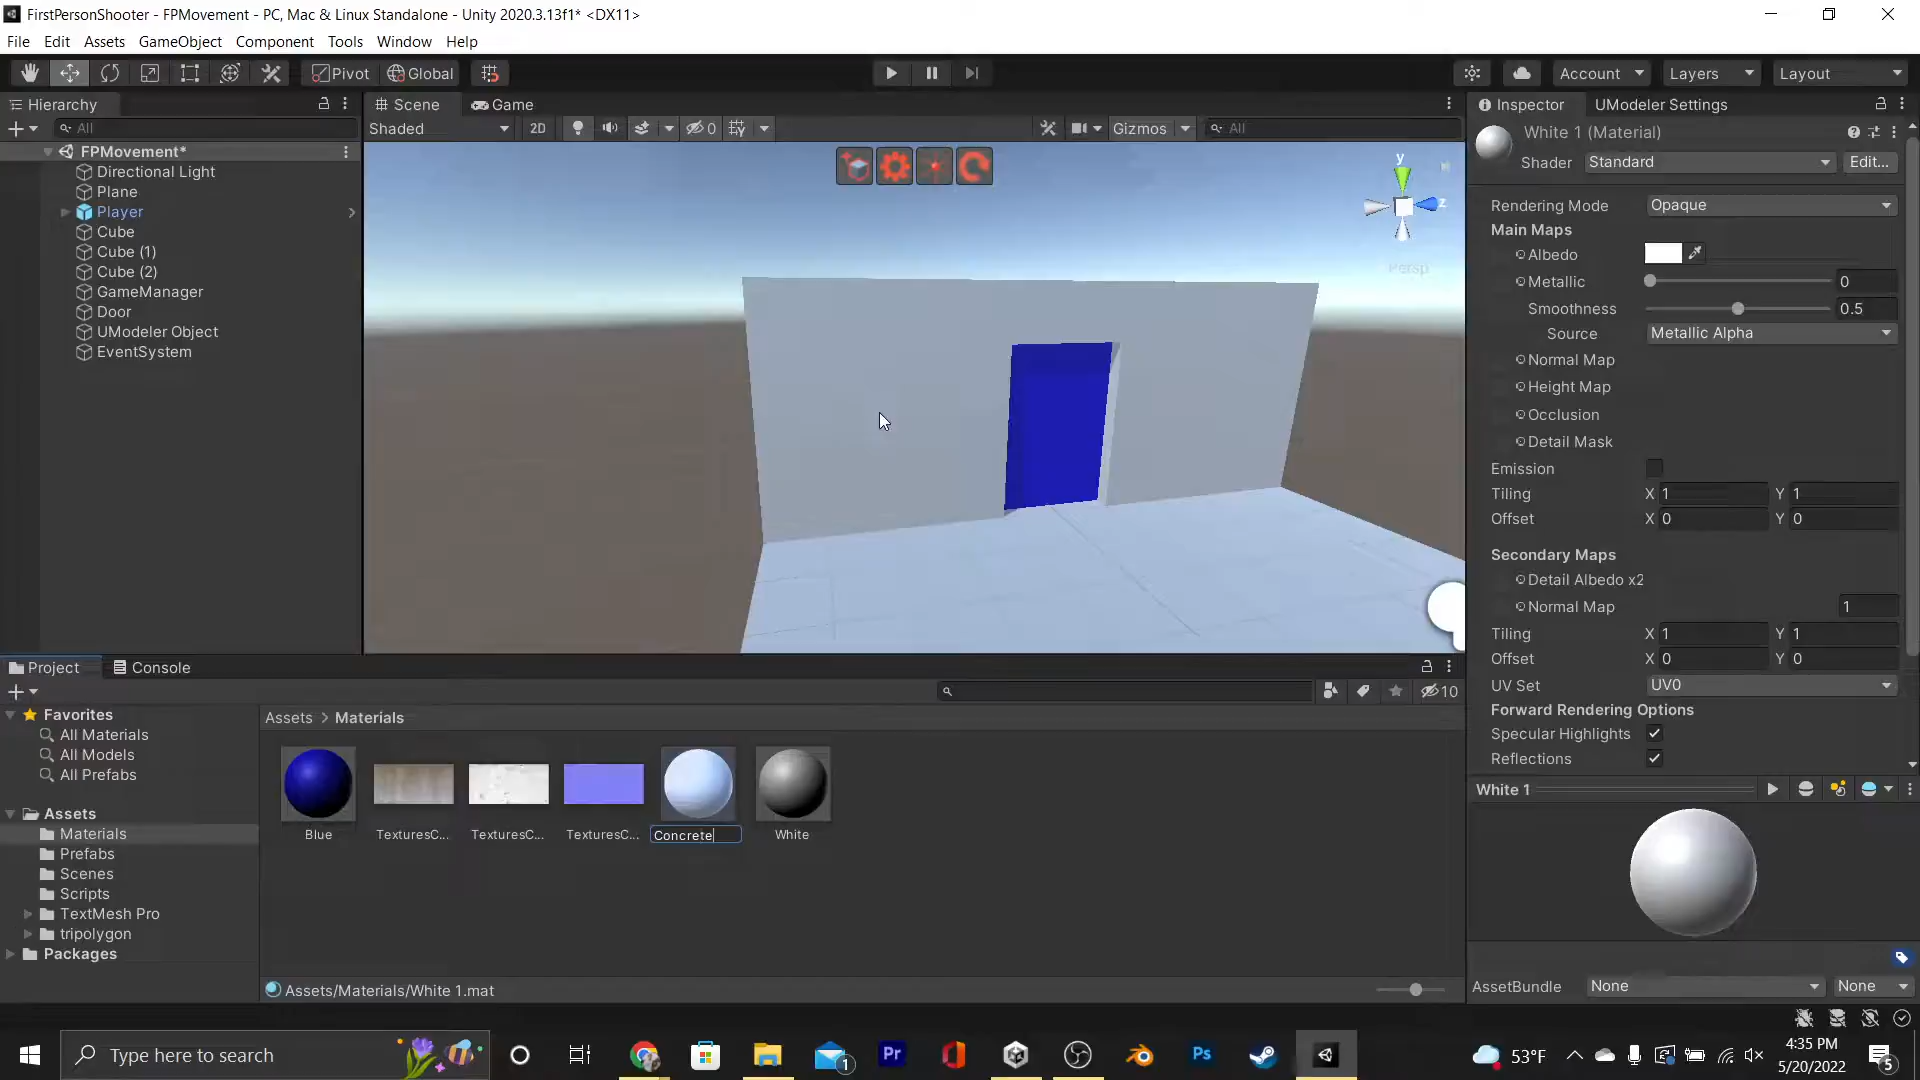 FirstPersonShooter - FPMovement - PC, Mac & Linux Standalone - Unity 2020.3.13f1* <DX11>
File Edit Assets GameObject Component Tools Window Help
Pivot Global Account Layers Layout
Hierarchy
All
FPMovement*
Directional Light
Plane
Player
Cube
Cube (1)
Cube (2)
GameManager
Door
UModeler Object
EventSystem
Scene Game
Shaded 2D 0 Gizmos All
y
z
Persp
Inspector UModeler Settings
White 1 (Material)
Shader Standard Edit...
Rendering Mode Opaque
Main Maps
Albedo
Metallic 0
Smoothness 0.5
Source Metallic Alpha
Normal Map
Height Map
Occlusion
Detail Mask
Emission
Tiling X 1 Y 1
Offset X 0 Y 0
Secondary Maps
Detail Albedo x2
Normal Map 1
Tiling X 1 Y 1
Offset X 0 Y 0
UV Set UV0
Forward Rendering Options
Specular Highlights
Reflections
White 1
AssetBundle None None
Project Console
10
Favorites
All Materials
All Models
All Prefabs
Assets
Materials
Prefabs
Scenes
Scripts
TextMesh Pro
tripolygon
Packages
Assets > Materials
Blue TexturesC... TexturesC... TexturesC... Concrete White
Assets/Materials/White 1.mat
Type here to search
1
Pr
Ps
53°F
4:35 PM
5/20/2022
5